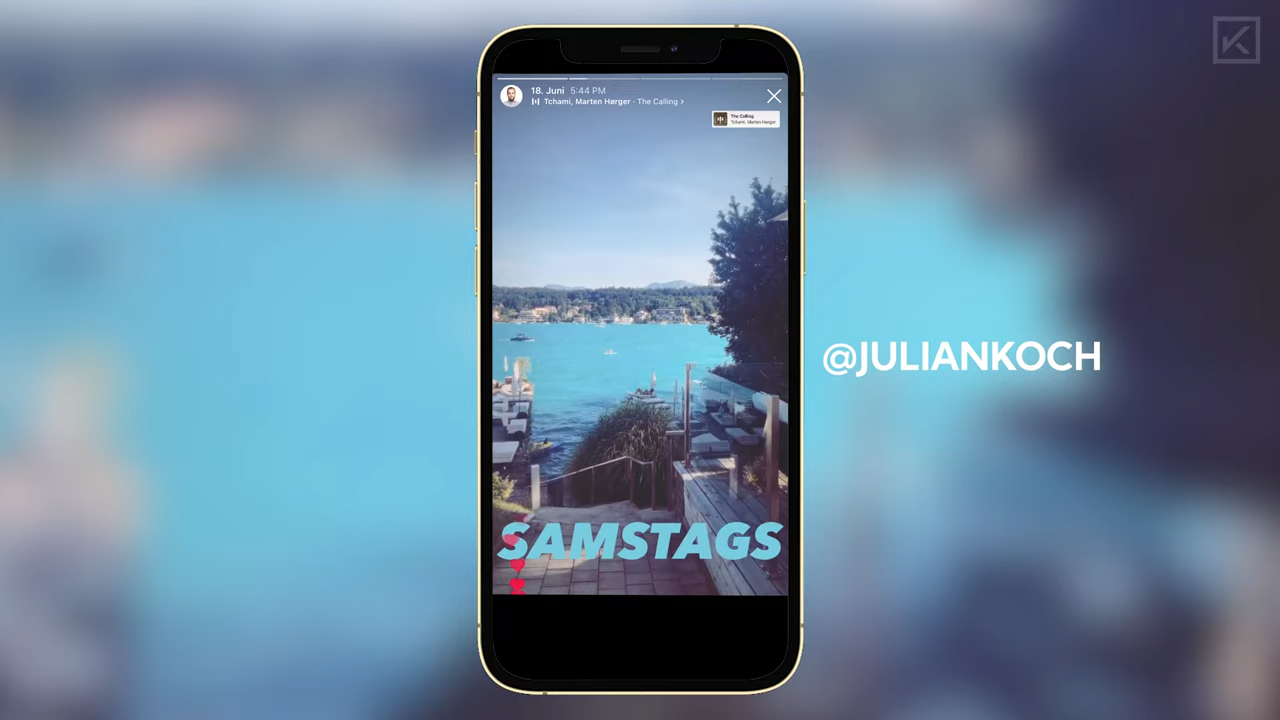 18. Juni 5:44 PM
Tchami, Marten Hørger · The Calling ›
The Calling
Tchami, Marten Hørger
SAMSTAGS
@JULIANKOCH